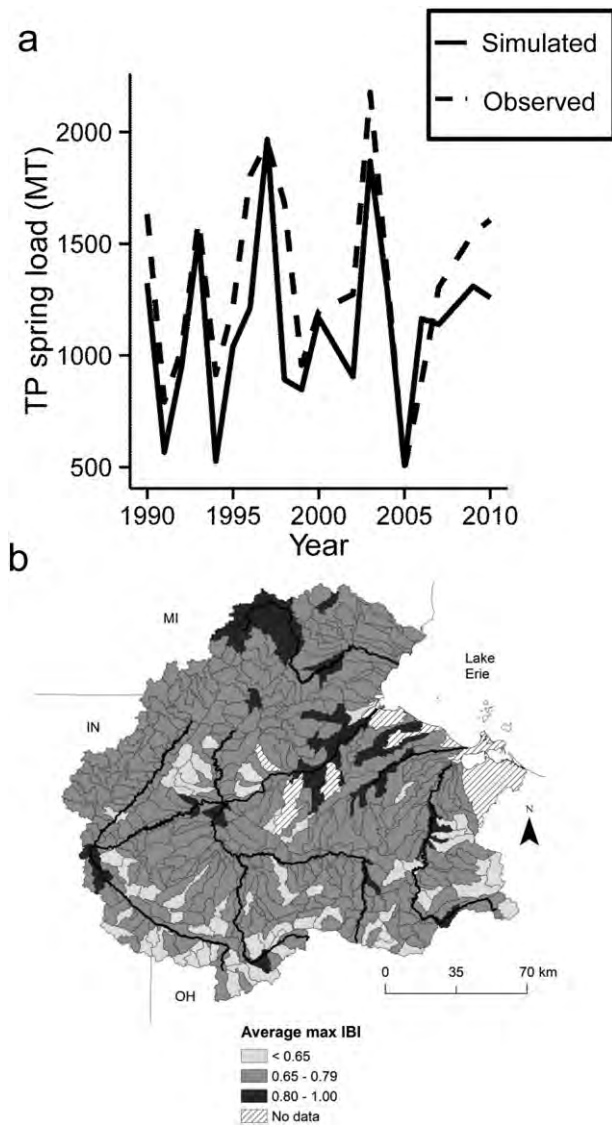 a
Simulated
Observed
TP spring load (MT)
2000
1500
1000
500
1990 1995 2000 2005 2010
Year
b
MI
Lake
Erie
IN
N
0 35 70 km
OH
Average max IBI
< 0.65
0.65 - 0.79
0.80 - 1.00
No data